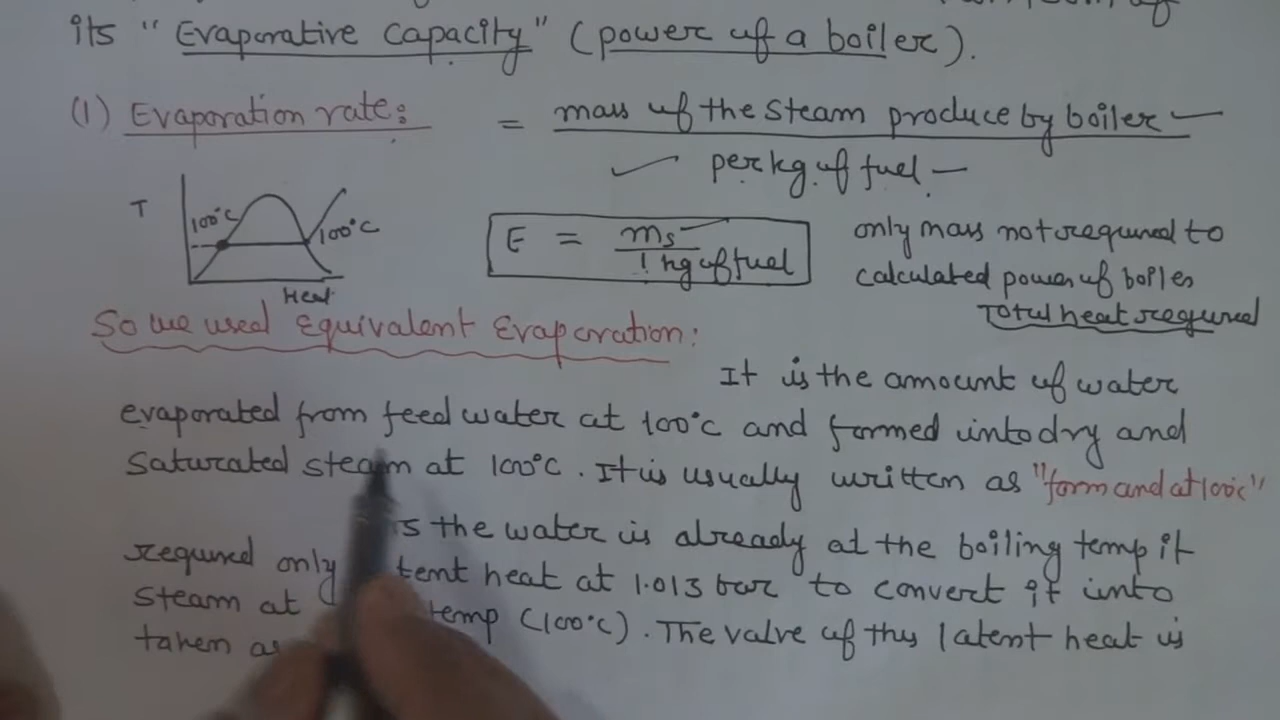 its "Evaporative capacity" (power of a boiler).
(1) Evaporation rate: = mass of the steam produce by boiler
per kg. of fuel.
T
100°C
100°C
Heat
E = ms / 1 kg of fuel
only mass not required to
calculated power of boiler
Total heat required
So we used Equivalent Evaporation:
It is the amount of water
evaporated from feed water at 100°C and formed into dry and
Saturated steam at 100°C. It is usually written as "form and at 100°c"
is the water is already at the boiling temp it
required only tent heat at 1.013 bar to convert it into
steam at temp (100°C). The valve of this latent heat is
taken as